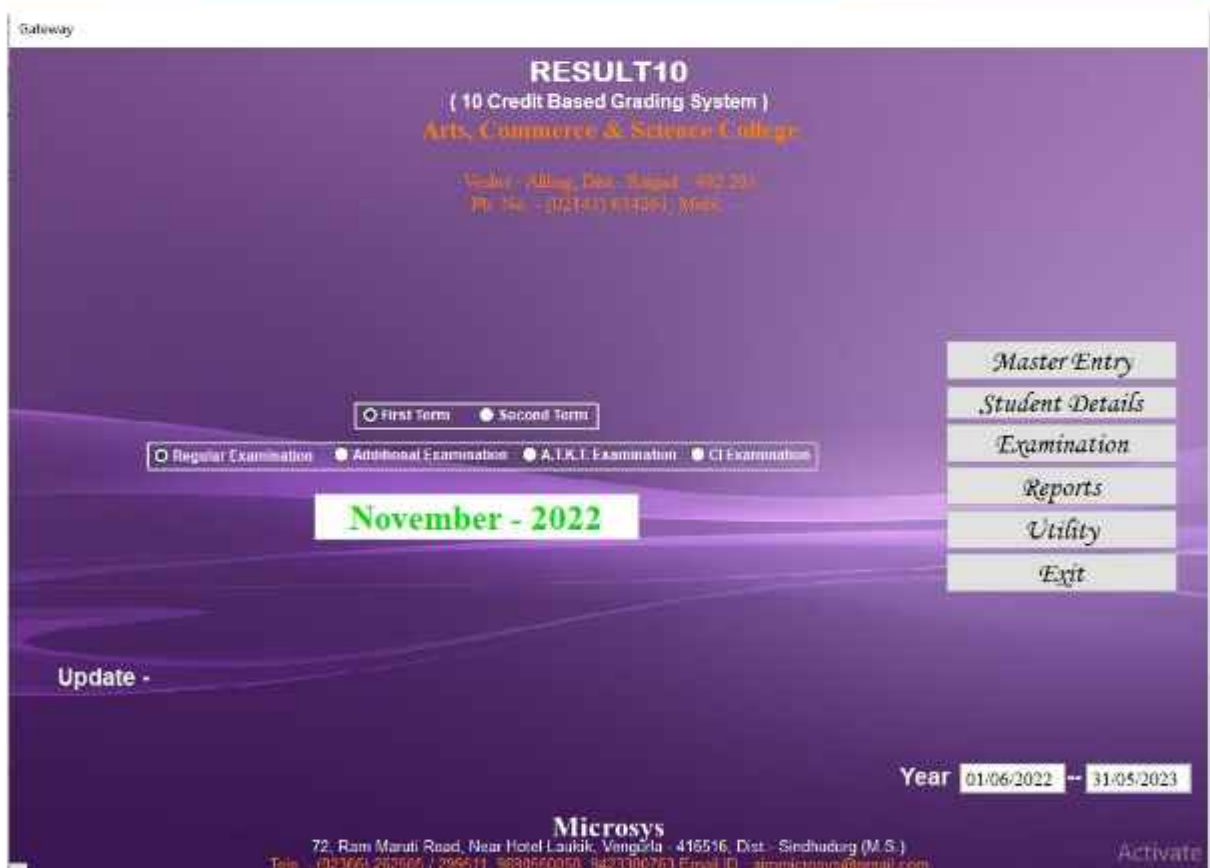 Gateway
RESULT10
( 10 Credit Based Grading System )
Arts, Commerce & Science College
Ph. No. -
Master Entry
First Term Second Term
Student Details
Regular Examination Additional Examination A.T.K.T. Examination CI Examination
Examination
Reports
November - 2022
Utility
Exit
Update -
Year 01/06/2022 -- 31/05/2023
Microsys
72, Ram Maruti Road, Near Hotel Laukik, Vengurla - 416516, Dist - Sindhudurg (M.S.)
Activate